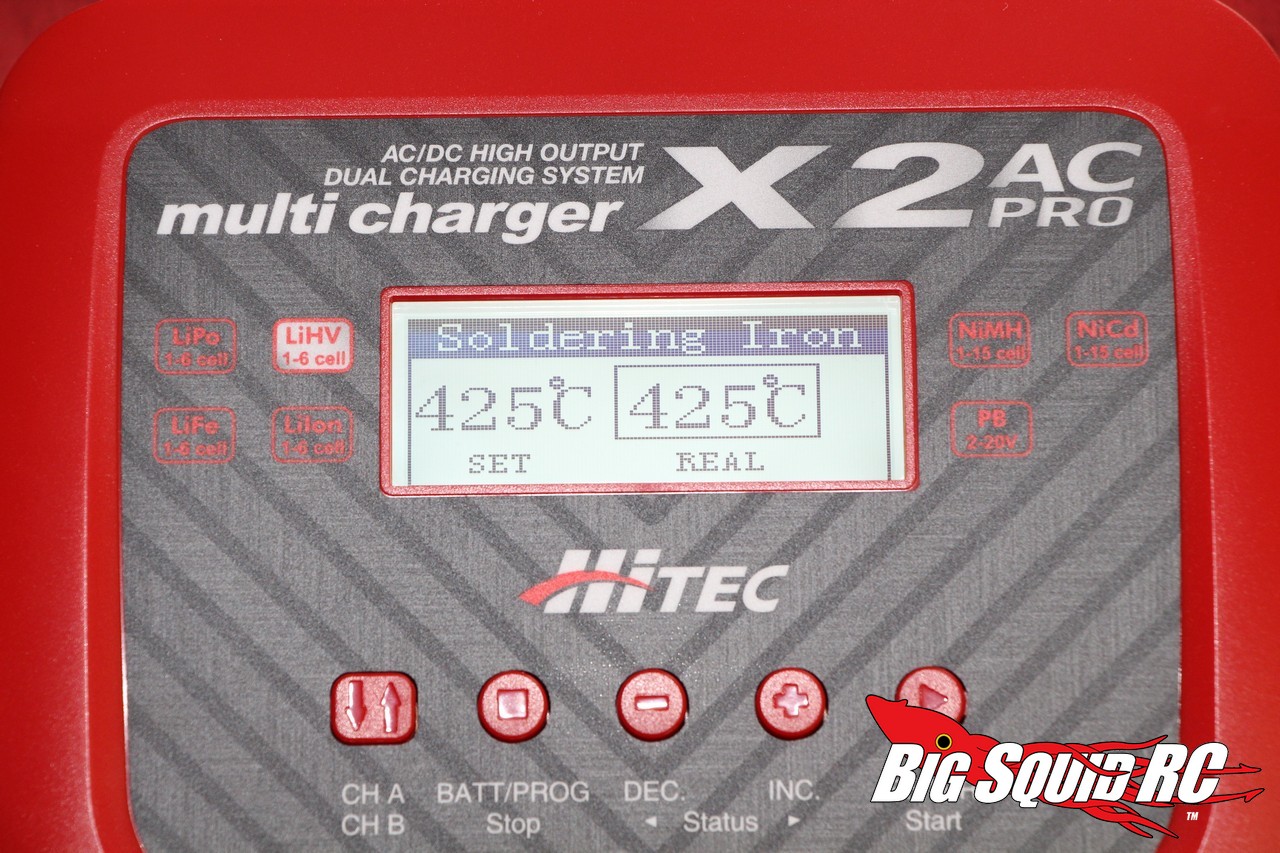 AC/DC HIGH OUTPUT
DUAL CHARGING SYSTEM
multi charger
X2 AC
PRO
LiPo
1-6 cell
LiHV
1-6 cell
LiFe
1-6 cell
LiIon
1-6 cell
Soldering Iron
425℃ 425℃
SET REAL
NiMH
1-15 cell
NiCd
1-15 cell
PB
2-20V
HiTEC
CH A
CH B
BATT/PROG
Stop
DEC. INC.
◄ Status ►
Start
BIG SQUID RC
TM